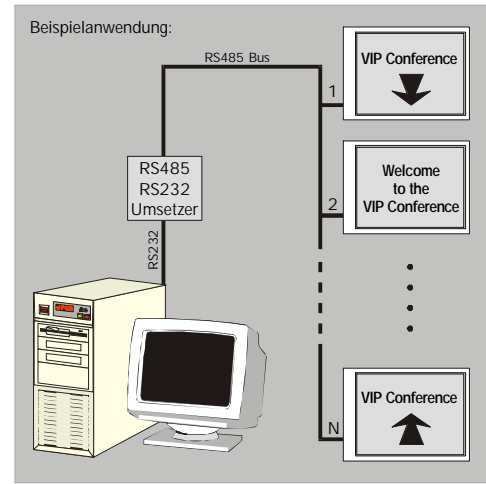 Beispielanwendung:
RS485 Bus
1
VIP Conference
RS485
RS232
Umsetzer
2
Welcome
to the
VIP Conference
RS232
N
VIP Conference